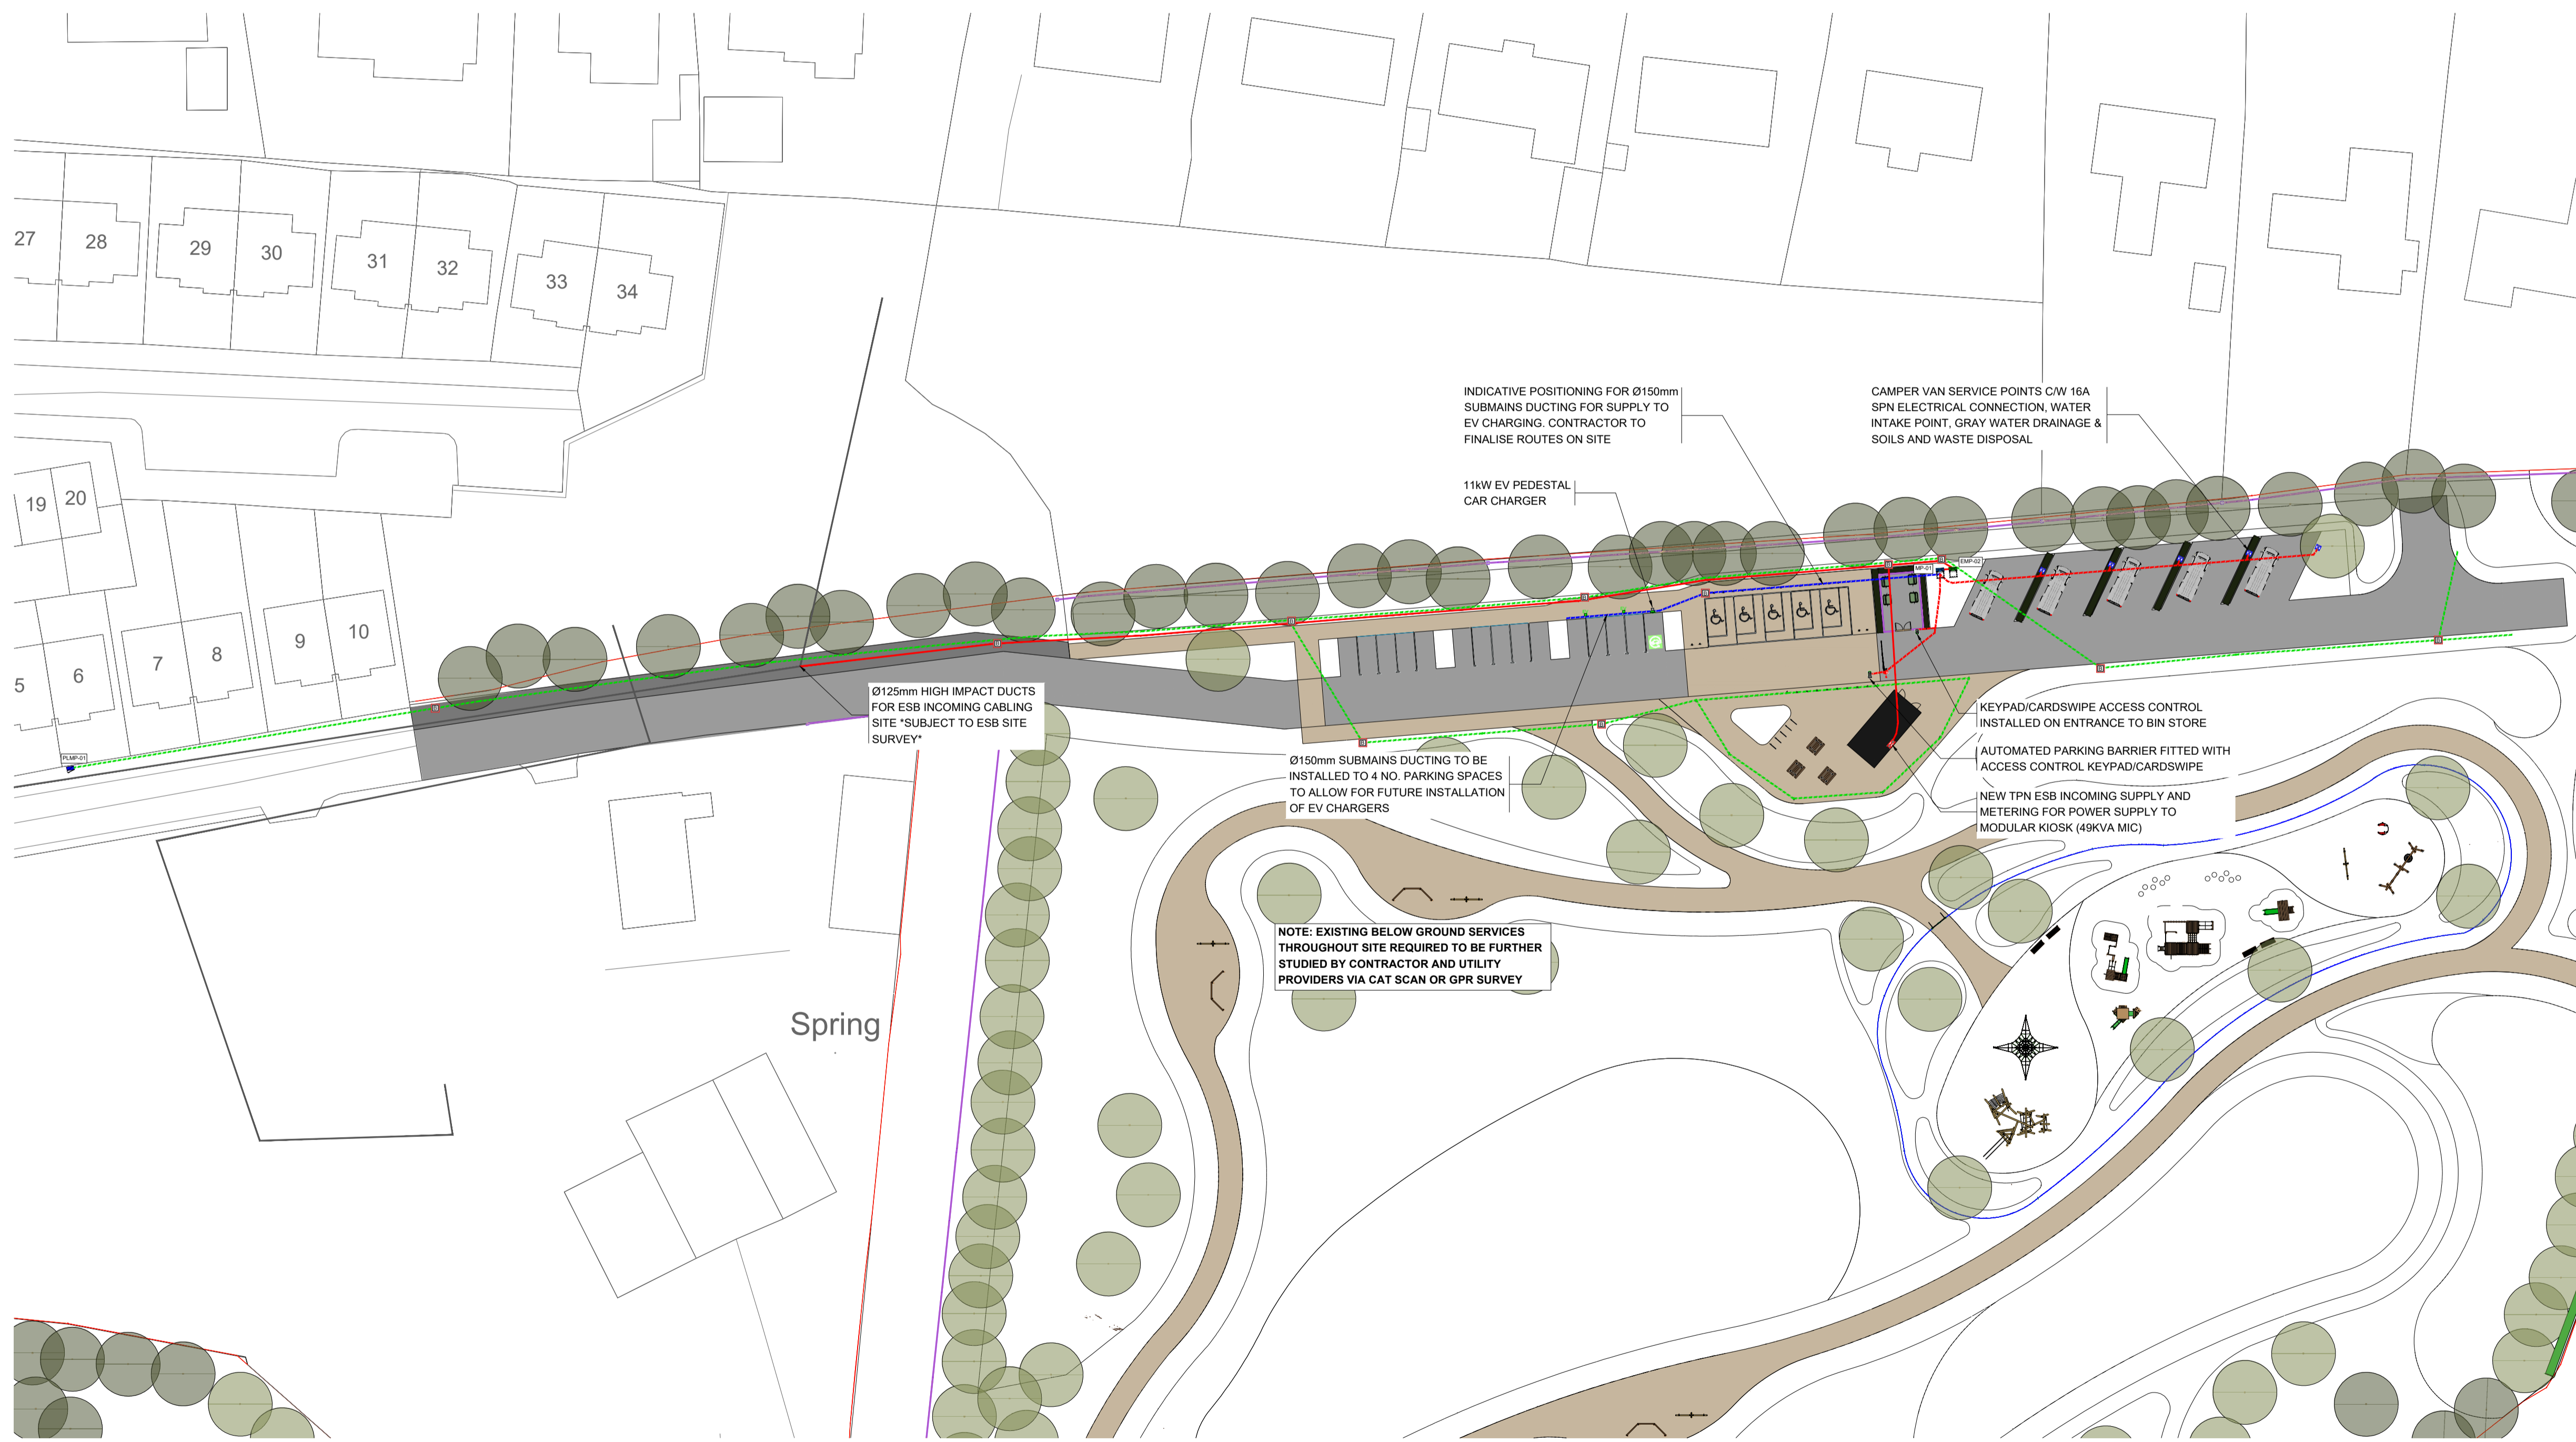 27
28
29
30
31
32
33
34
19
20
5
6
7
8
9
10
PLMP-01
INDICATIVE POSITIONING FOR Ø150mm
SUBMAINS DUCTING FOR SUPPLY TO
EV CHARGING. CONTRACTOR TO
FINALISE ROUTES ON SITE
CAMPER VAN SERVICE POINTS C/W 16A
SPN ELECTRICAL CONNECTION, WATER
INTAKE POINT, GRAY WATER DRAINAGE &
SOILS AND WASTE DISPOSAL
11kW EV PEDESTAL
CAR CHARGER
MP-01
EMP-02
Ø125mm HIGH IMPACT DUCTS
FOR ESB INCOMING CABLING
SITE *SUBJECT TO ESB SITE
SURVEY*
KEYPAD/CARDSWIPE ACCESS CONTROL
INSTALLED ON ENTRANCE TO BIN STORE
AUTOMATED PARKING BARRIER FITTED WITH
ACCESS CONTROL KEYPAD/CARDSWIPE
Ø150mm SUBMAINS DUCTING TO BE
INSTALLED TO 4 NO. PARKING SPACES
TO ALLOW FOR FUTURE INSTALLATION
OF EV CHARGERS
NEW TPN ESB INCOMING SUPPLY AND
METERING FOR POWER SUPPLY TO
MODULAR KIOSK (49KVA MIC)
NOTE: EXISTING BELOW GROUND SERVICES
THROUGHOUT SITE REQUIRED TO BE FURTHER
STUDIED BY CONTRACTOR AND UTILITY
PROVIDERS VIA CAT SCAN OR GPR SURVEY
Spring